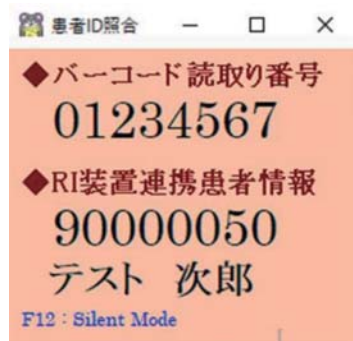 患者ID照合
◆バーコード読取り番号
01234567
◆RI装置連携患者情報
90000050
テスト 次郎
F12：Silent Mode